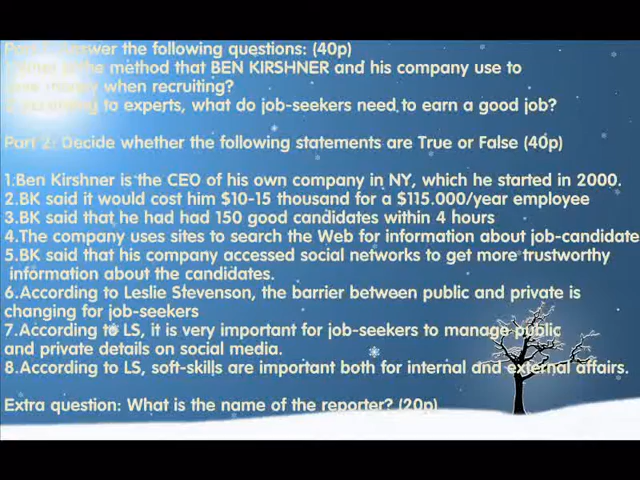 Part 1: Answer the following questions: (40p)
is the method that BEN KIRSHNER and his company use to
money when recruiting?
According to experts, what do job-seekers need to earn a good job?
Part 2: Decide whether the following statements are True or False (40p)
1.Ben Kirshner is the CEO of his own company in NY, which he started in 2000.
2.BK said it would cost him $10-15 thousand for a $115.000/year employee
3.BK said that he had had 150 good candidates within 4 hours
4.The company uses sites to search the Web for information about job-candidate
5.BK said that his company accessed social networks to get more trustworthy
information about the candidates.
6.According to Leslie Stevenson, the barrier between public and private is
changing for job-seekers
7.According to LS, it is very important for job-seekers to manage public
and private details on social media.
8.According to LS, soft-skills are important both for internal and external affairs.
Extra question: What is the name of the reporter? (20p)